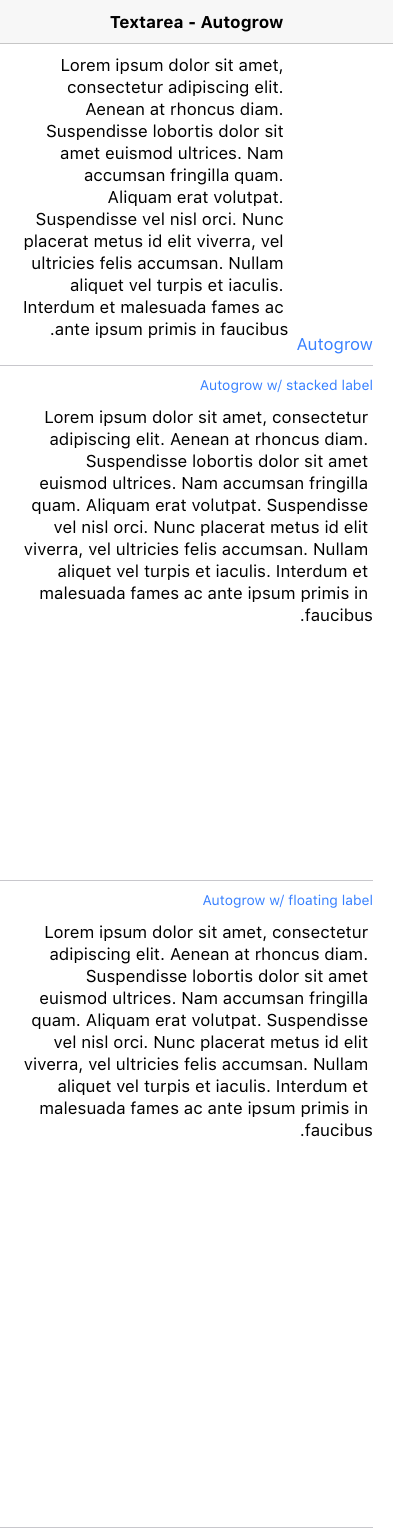 Textarea - Autogrow
Lorem ipsum dolor sit amet,
consectetur adipiscing elit.
Aenean at rhoncus diam.
Suspendisse lobortis dolor sit
amet euismod ultrices. Nam
accumsan fringilla quam.
Aliquam erat volutpat.
Suspendisse vel nisl orci. Nunc
placerat metus id elit viverra, vel
ultricies felis accumsan. Nullam
aliquet vel turpis et iaculis.
Interdum et malesuada fames ac
.ante ipsum primis in faucibus
Autogrow
Autogrow w/ stacked label
Lorem ipsum dolor sit amet, consectetur
adipiscing elit. Aenean at rhoncus diam.
Suspendisse lobortis dolor sit amet
euismod ultrices. Nam accumsan fringilla
quam. Aliquam erat volutpat. Suspendisse
vel nisl orci. Nunc placerat metus id elit
viverra, vel ultricies felis accumsan. Nullam
aliquet vel turpis et iaculis. Interdum et
malesuada fames ac ante ipsum primis in
.faucibus
Autogrow w/ floating label
Lorem ipsum dolor sit amet, consectetur
adipiscing elit. Aenean at rhoncus diam.
Suspendisse lobortis dolor sit amet
euismod ultrices. Nam accumsan fringilla
quam. Aliquam erat volutpat. Suspendisse
vel nisl orci. Nunc placerat metus id elit
viverra, vel ultricies felis accumsan. Nullam
aliquet vel turpis et iaculis. Interdum et
malesuada fames ac ante ipsum primis in
.faucibus